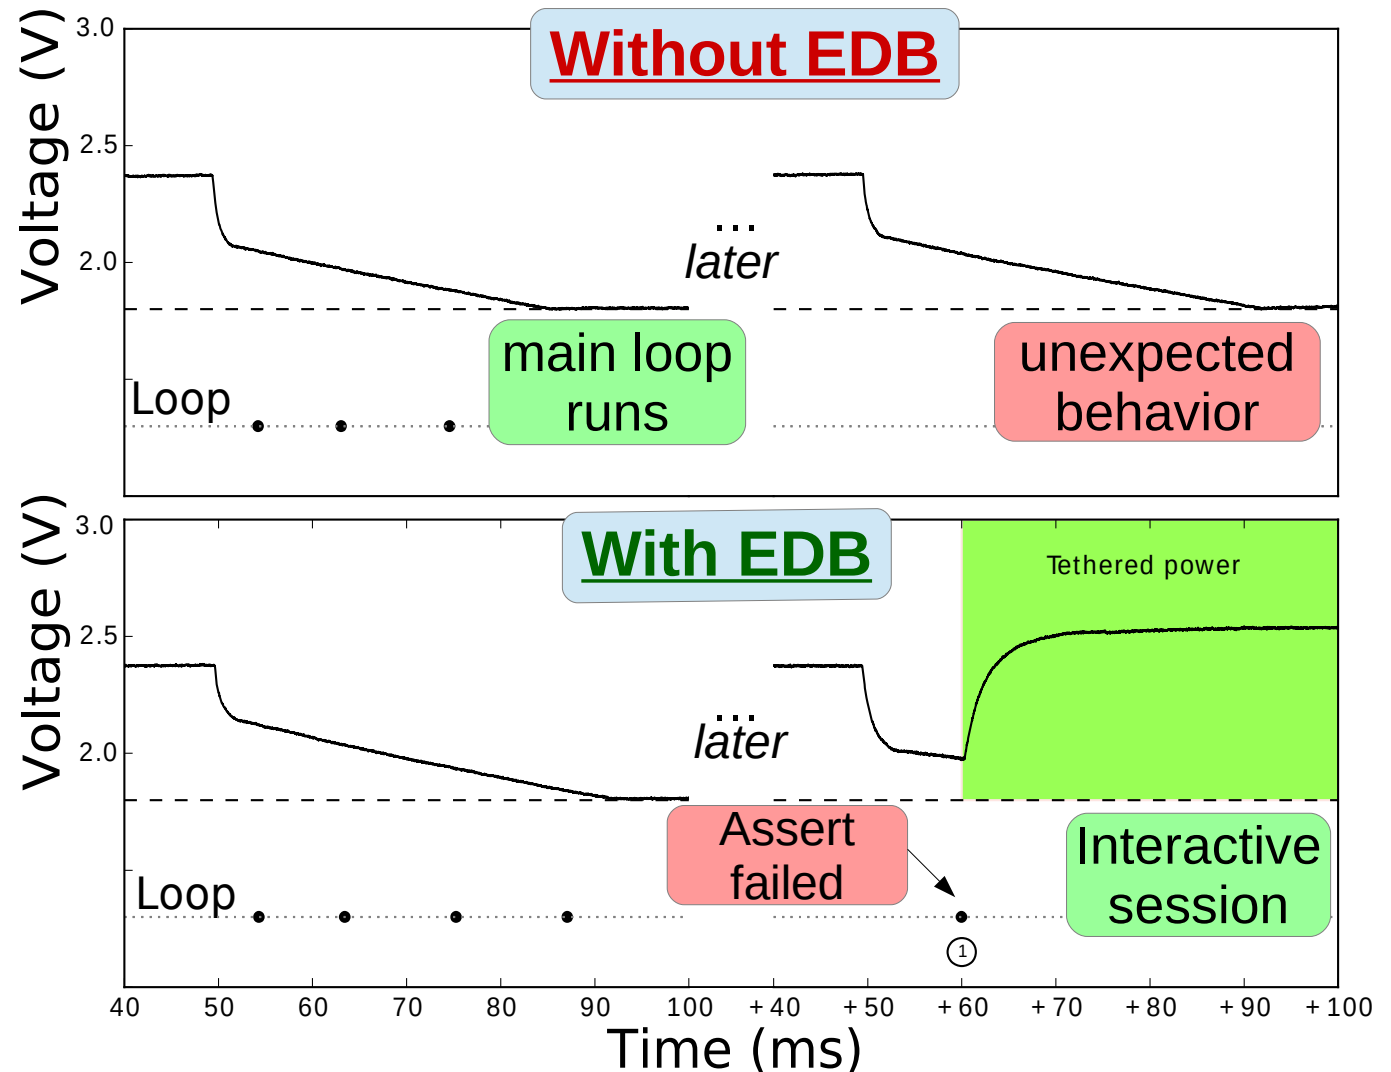 Without EDB
Voltage (V)
3.0
2.5
2.0
...
later
main loop
runs
unexpected
behavior
Loop
With EDB
Voltage (V)
3.0
2.5
2.0
Tethered power
...
later
Assert
failed
Interactive
session
Loop
1
40 50 60 70 80 90 100 +40 +50 +60 +70 +80 +90 +100
Time (ms)